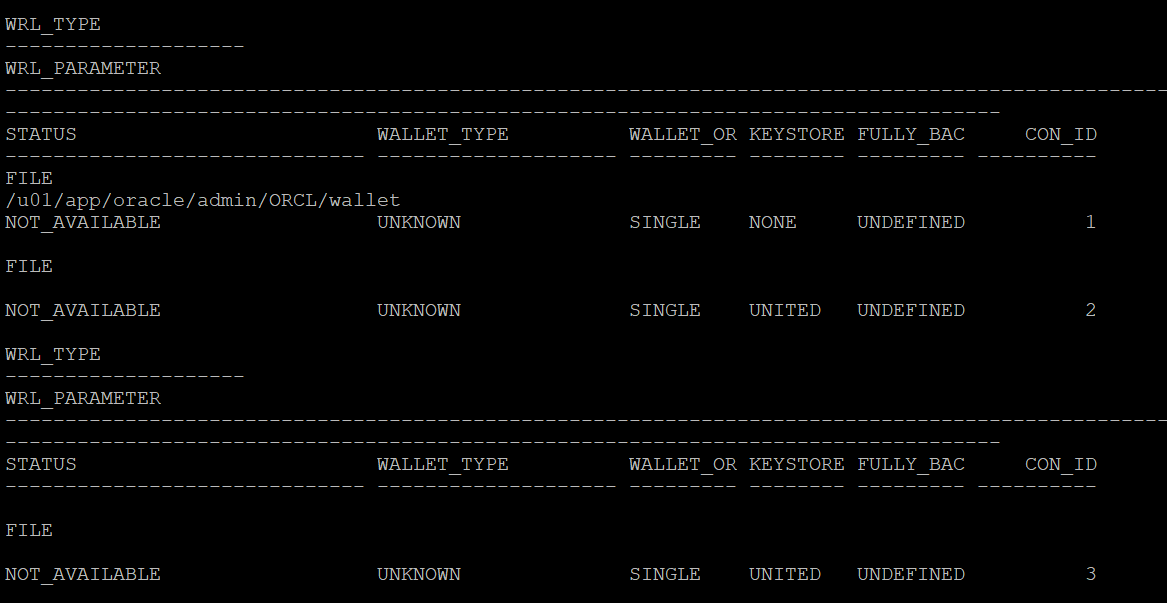 WRL_TYPE
--------------------
WRL_PARAMETER
-------------------------------------------------------------------------------------------------
-----------------------------------------------------------------------------------
STATUS                         WALLET_TYPE          WALLET_OR KEYSTORE FULLY_BAC     CON_ID
------------------------------ -------------------- --------- -------- --------- ----------
FILE
/u01/app/oracle/admin/ORCL/wallet
NOT_AVAILABLE                  UNKNOWN              SINGLE    NONE     UNDEFINED          1
FILE
NOT_AVAILABLE                  UNKNOWN              SINGLE    UNITED   UNDEFINED          2
WRL_TYPE
--------------------
WRL_PARAMETER
-------------------------------------------------------------------------------------------------
-----------------------------------------------------------------------------------
STATUS                         WALLET_TYPE          WALLET_OR KEYSTORE FULLY_BAC     CON_ID
------------------------------ -------------------- --------- -------- --------- ----------
FILE
NOT_AVAILABLE                  UNKNOWN              SINGLE    UNITED   UNDEFINED          3